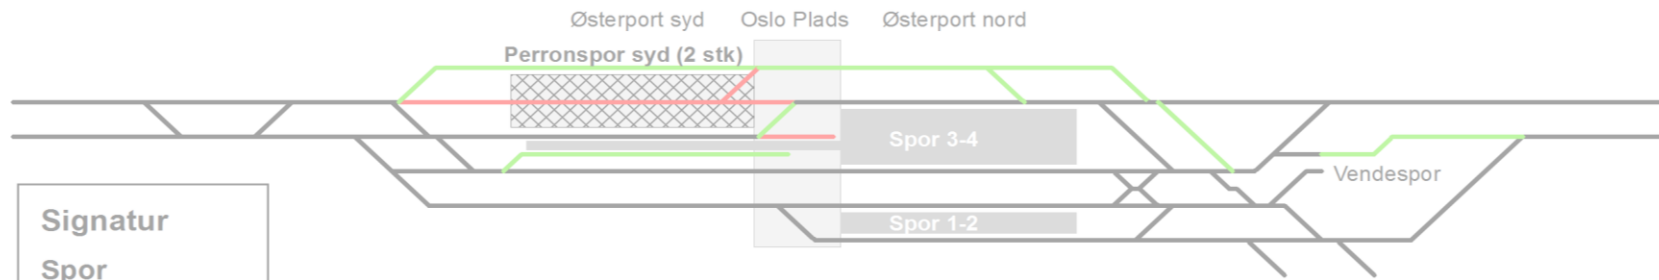 Østerport syd Oslo Plads Østerport nord
Perronspor syd (2 stk)
Spor 3-4
Vendespor
Spor 1-2
Signatur
Spor